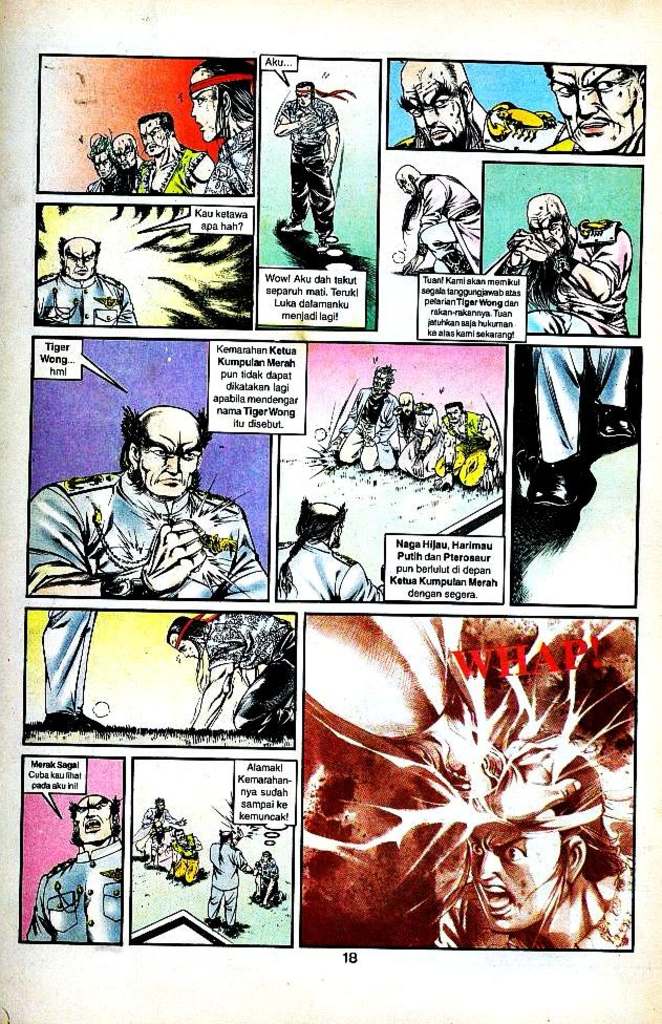 Aku...
Kau ketawa
apa hah?
Wow! Aku dah takut
separuh mati. Teruk!
Luka dalamanku
menjadi lagi!
Tuan! Kami akan memikul
segala tanggungjawab atas
pelarian Tiger Wong dan
rakan-rakannya. Tuan
jatuhkan saja hukuman
ke atas kami sekarang!
Tiger
Wong...
hm!
Kemarahan Ketua
Kumpulan Merah
pun tidak dapat
dikatakan lagi
apabila mendengar
nama Tiger Wong
itu disebut.
Naga Hijau, Harimau
Putih dan Pterosaur
pun berlutut di depan
Ketua Kumpulan Merah
dengan segera.
WHAP!
Merak Saga!
Cuba kau lihat
pada aku ini!
Alamak!
Kemarahan-
nya sudah
sampai ke
kemuncak!
18